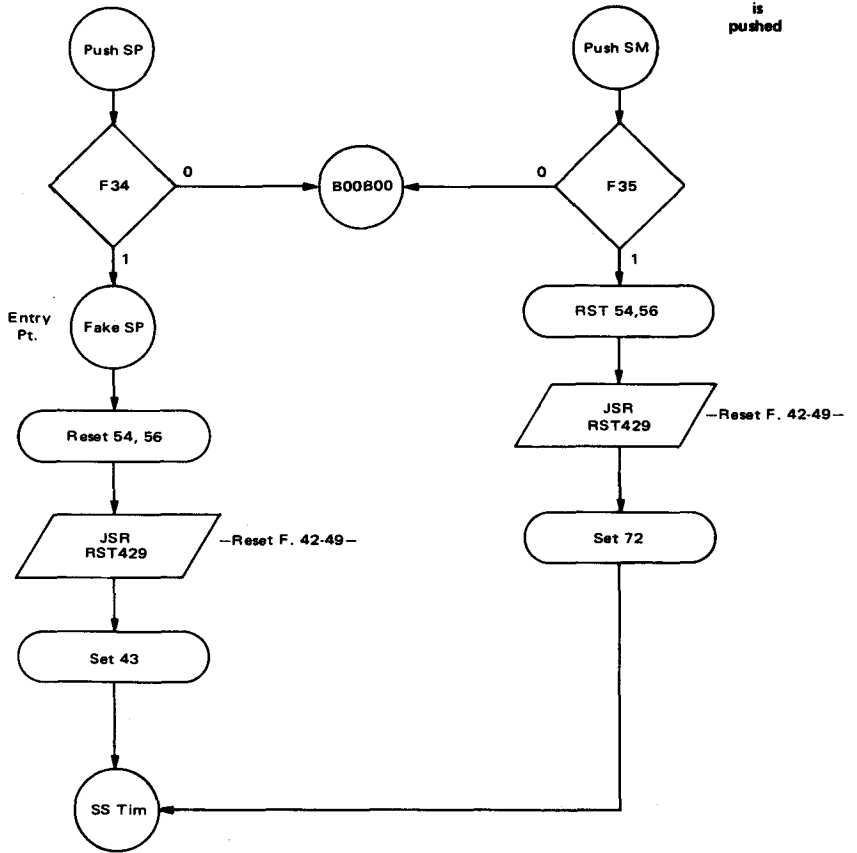 is
pushed
Push SP
Push SM
F34
0
B00B00
0
F35
1
1
Entry
Pt.
Fake SP
RST 54,56
JSR
RST429
—Reset F. 42-49—
Reset 54, 56
JSR
RST429
—Reset F. 42-49—
Set 72
Set 43
SS Tim